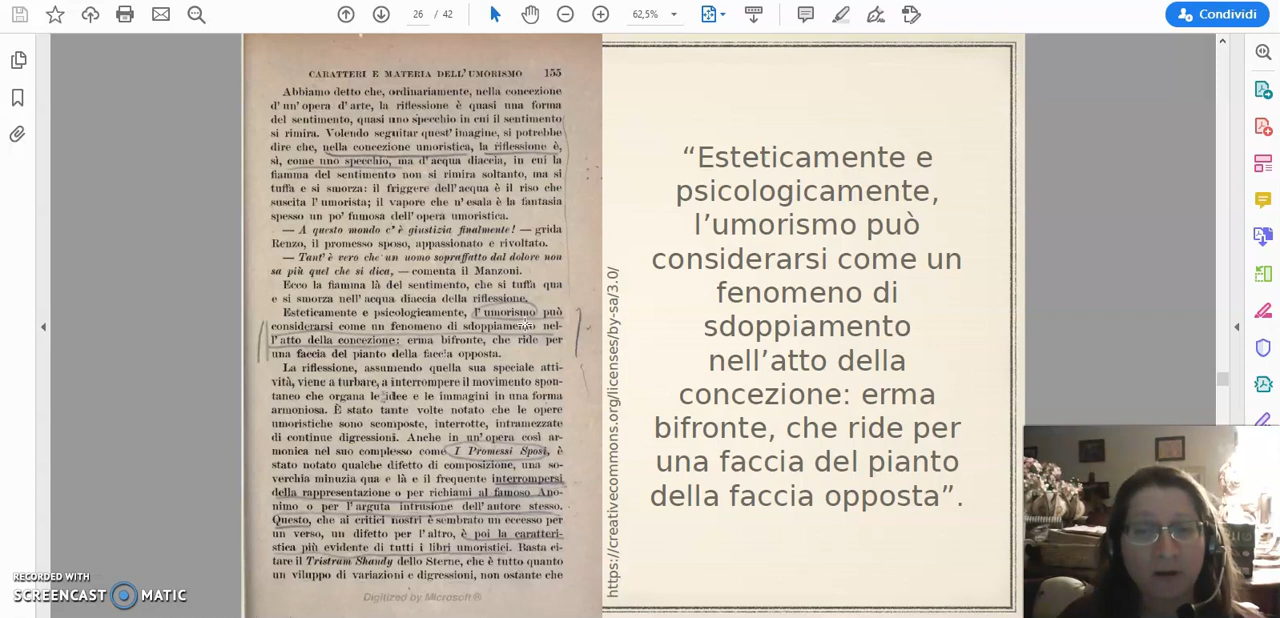 26 / 42
62,5%
Condividi
CARATTERI E MATERIA DELL'UMORISMO 155
Abbiamo detto che, ordinariamente, nella concezione
d'un'opera d'arte, la riflessione è quasi una forma
del sentimento, quasi uno specchio in cui il sentimento
si rimira. Volendo seguitar quest'imagine, si potrebbe
dire che, nella concezione umoristica, la riflessione è,
sì, come uno specchio, ma d'acqua diaccia, in cui la
fiamma del sentimento non si rimira soltanto, ma si
tuffa e si smorza: il friggere dell'acqua è il riso che
suscita l'umorista; il vapore che n'esala è la fantasia
spesso un po' fumosa dell'opera umoristica.
— A questo mondo c'è giustizia finalmente! — grida
Renzo, il promesso sposo, appassionato e rivoltato.
— Tant'è vero che un uomo sopraffatto dal dolore non
sa più quel che si dica, — comenta il Manzoni.
Ecco la fiamma là del sentimento, che si tuffa qua
e si smorza nell'acqua diaccia della riflessione.
Esteticamente e psicologicamente, l'umorismo può
considerarsi come un fenomeno di sdoppiamento nel-
l'atto della concezione: erma bifronte, che ride per
una faccia del pianto della faccia opposta.
La riflessione, assumendo quella sua speciale atti-
vità, viene a turbare, a interrompere il movimento spon-
taneo che organa le idee e le immagini in una forma
armoniosa. È stato tante volte notato che le opere
umoristiche sono scomposte, interrotte, intramezzate
di continue digressioni. Anche in un'opera così ar-
monica nel suo complesso come I Promessi Sposi, è
stato notato qualche difetto di composizione, una so-
verchia minuzia qua e là e il frequente interrompersi
della rappresentazione o per richiami al famoso Ano-
nimo o per l'arguta intrusione dell'autore stesso.
Questo, che ai critici nostri è sembrato un eccesso per
un verso, un difetto per l'altro, è poi la caratteri-
stica più evidente di tutti i libri umoristici. Basta ci-
tare il Tristram Shandy dello Sterne, che è tutto quanto
un viluppo di variazioni e digressioni, non ostante che
Digitized by Microsoft®
https://creativecommons.org/licenses/by-sa/3.0/
“Esteticamente e
psicologicamente,
l’umorismo può
considerarsi come un
fenomeno di
sdoppiamento
nell’atto della
concezione: erma
bifronte, che ride per
una faccia del pianto
della faccia opposta”.
RECORDED WITH
SCREENCAST MATIC